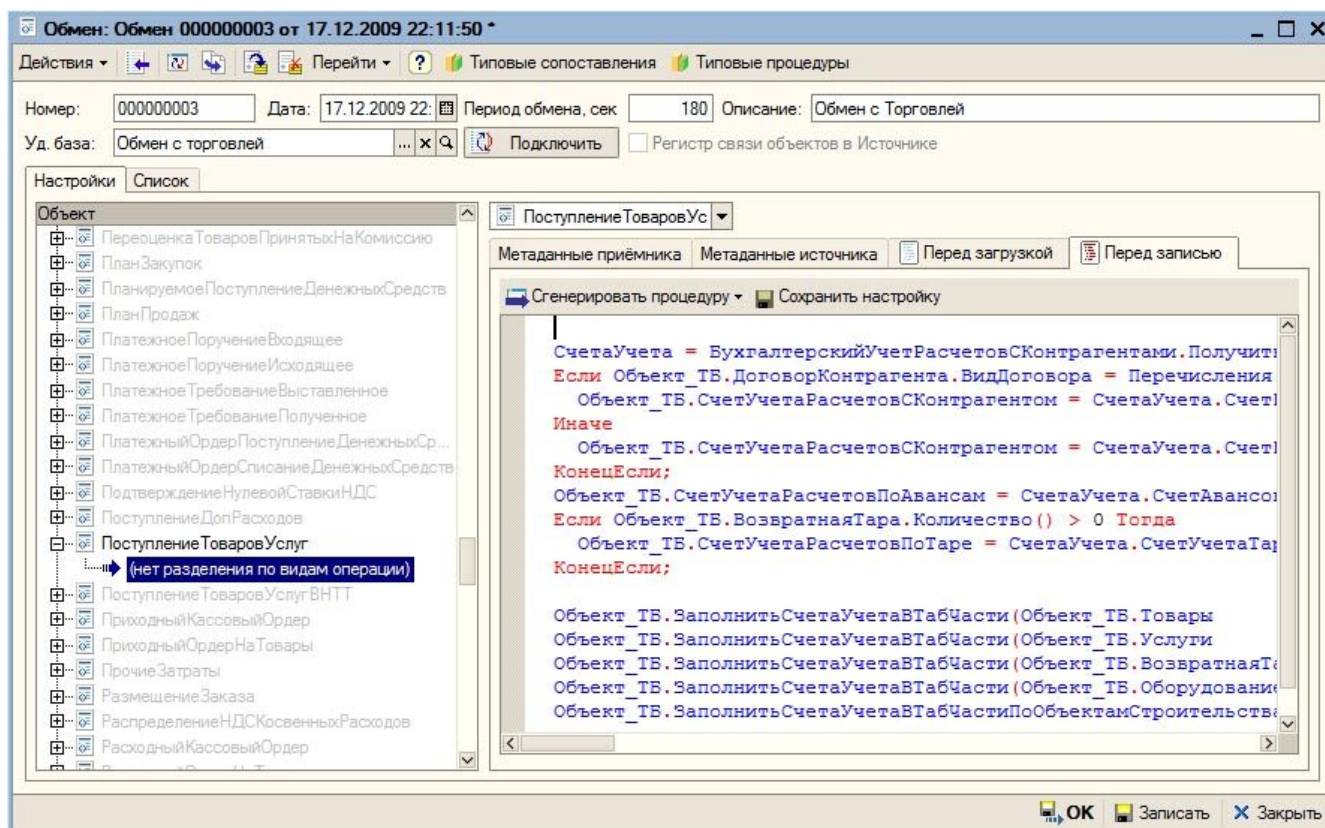 Обмен: Обмен 000000003 от 17.12.2009 22:11:50 *
Действия Перейти ? Типовые сопоставления Типовые процедуры
Номер: 000000003 Дата: 17.12.2009 22: Период обмена, сек 180 Описание: Обмен с Торговлей
Уд. база: Обмен с торговлей ... Подключить Регистр связи объектов в Источнике
Настройки Список
Объект
ПереоценкаТоваровПринятыхНаКомиссию
ПланЗакупок
ПланируемоеПоступлениеДенежныхСредств
ПланПродаж
ПлатежноеПоручениеВходящее
ПлатежноеПоручениеИсходящее
ПлатежноеТребованиеВыставленное
ПлатежноеТребованиеПолученное
ПлатежныйОрдерПоступлениеДенежныхСр...
ПлатежныйОрдерСписаниеДенежныхСредств
ПодтверждениеНулевойСтавкиНДС
ПоступлениеДопРасходов
ПоступлениеТоваровУслуг
(нет разделения по видам операции)
ПоступлениеТоваровУслугВНТТ
ПриходныйКассовыйОрдер
ПриходныйОрдерНаТовары
ПрочиеЗатраты
РазмещениеЗаказа
РаспределениеНДСКосвенныхРасходов
РасходныйКассовыйОрдер
ПоступлениеТоваровУс
Метаданные приёмника Метаданные источника Перед загрузкой Перед записью
Сгенерировать процедуру Сохранить настройку
СчетаУчета = БухгалтерскийУчетРасчетовСКонтрагентами.Получит
Если Объект_ТБ.ДоговорКонтрагента.ВидДоговора = Перечисления
Объект_ТБ.СчетУчетаРасчетовСКонтрагентом = СчетаУчета.Счет
Иначе
Объект_ТБ.СчетУчетаРасчетовСКонтрагентом = СчетаУчета.Счет
КонецЕсли;
Объект_ТБ.СчетУчетаРасчетовПоАвансам = СчетаУчета.СчетАвансо
Если Объект_ТБ.ВозвратнаяТара.Количество() > 0 Тогда
Объект_ТБ.СчетУчетаРасчетовПоТаре = СчетаУчета.СчетУчетаТар
КонецЕсли;
Объект_ТБ.ЗаполнитьСчетаУчетаВТабЧасти(Объект_ТБ.Товары
Объект_ТБ.ЗаполнитьСчетаУчетаВТабЧасти(Объект_ТБ.Услуги
Объект_ТБ.ЗаполнитьСчетаУчетаВТабЧасти(Объект_ТБ.ВозвратнаяТа
Объект_ТБ.ЗаполнитьСчетаУчетаВТабЧасти(Объект_ТБ.Оборудование
Объект_ТБ.ЗаполнитьСчетаУчетаВТабЧастиПоОбъектамСтроительства
OK Записать Закрыть